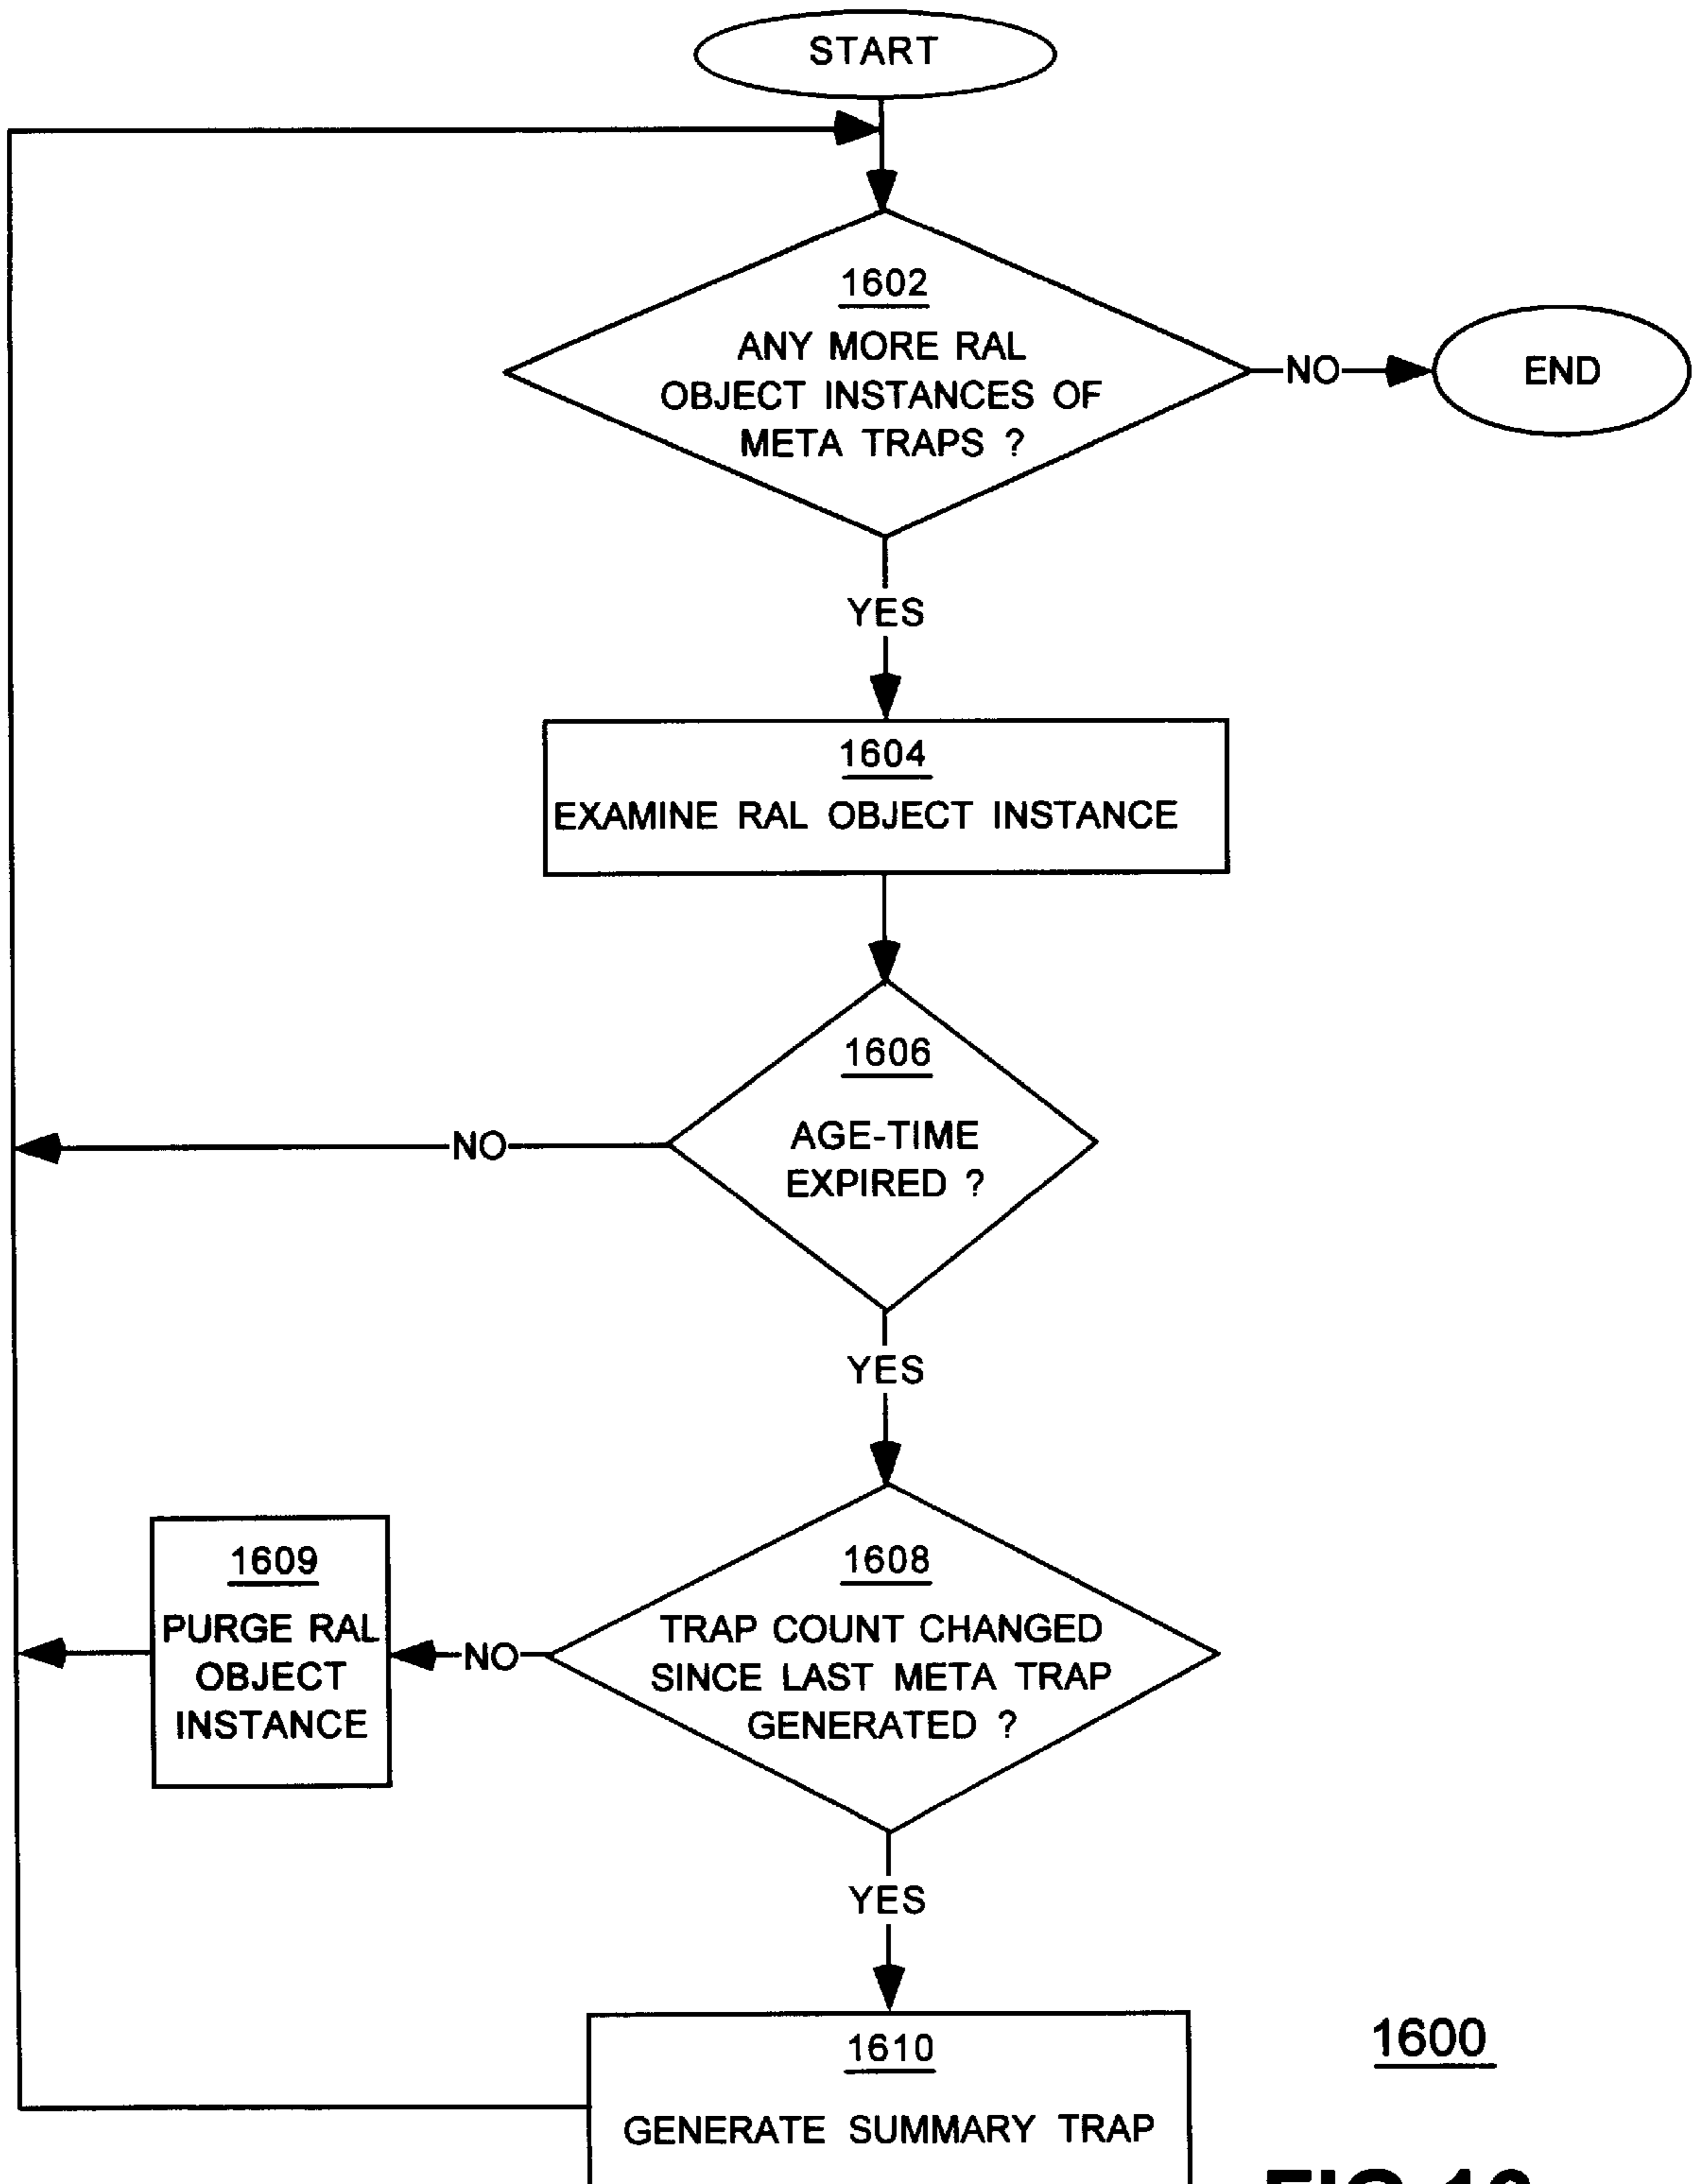 START
1602
ANY MORE RAL
OBJECT INSTANCES OF
META TRAPS ?
NO
END
YES
1604
EXAMINE RAL OBJECT INSTANCE
1606
AGE-TIME
EXPIRED ?
NO
YES
1608
TRAP COUNT CHANGED
SINCE LAST META TRAP
GENERATED ?
NO
1609
PURGE RAL
OBJECT
INSTANCE
YES
1610
GENERATE SUMMARY TRAP
1600